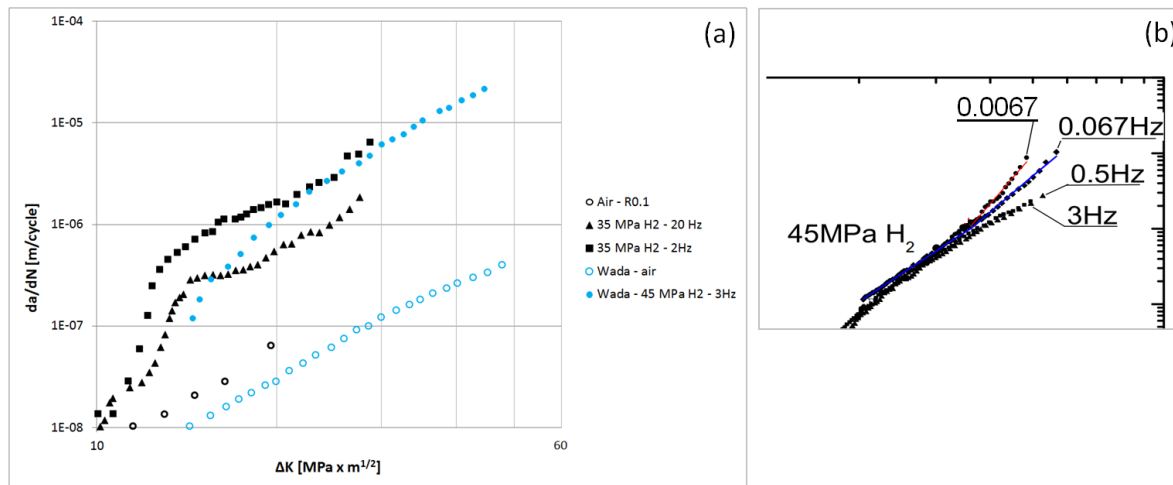 (a)
1E-04
1E-05
1E-06
1E-07
1E-08
da/dN [m/cycle]
10
60
ΔK [MPa x m^1/2]
Air - R0.1
35 MPa H2 - 20 Hz
35 MPa H2 - 2Hz
Wada - air
Wada - 45 MPa H2 - 3Hz
(b)
0.0067
0.067Hz
0.5Hz
3Hz
45MPa H₂